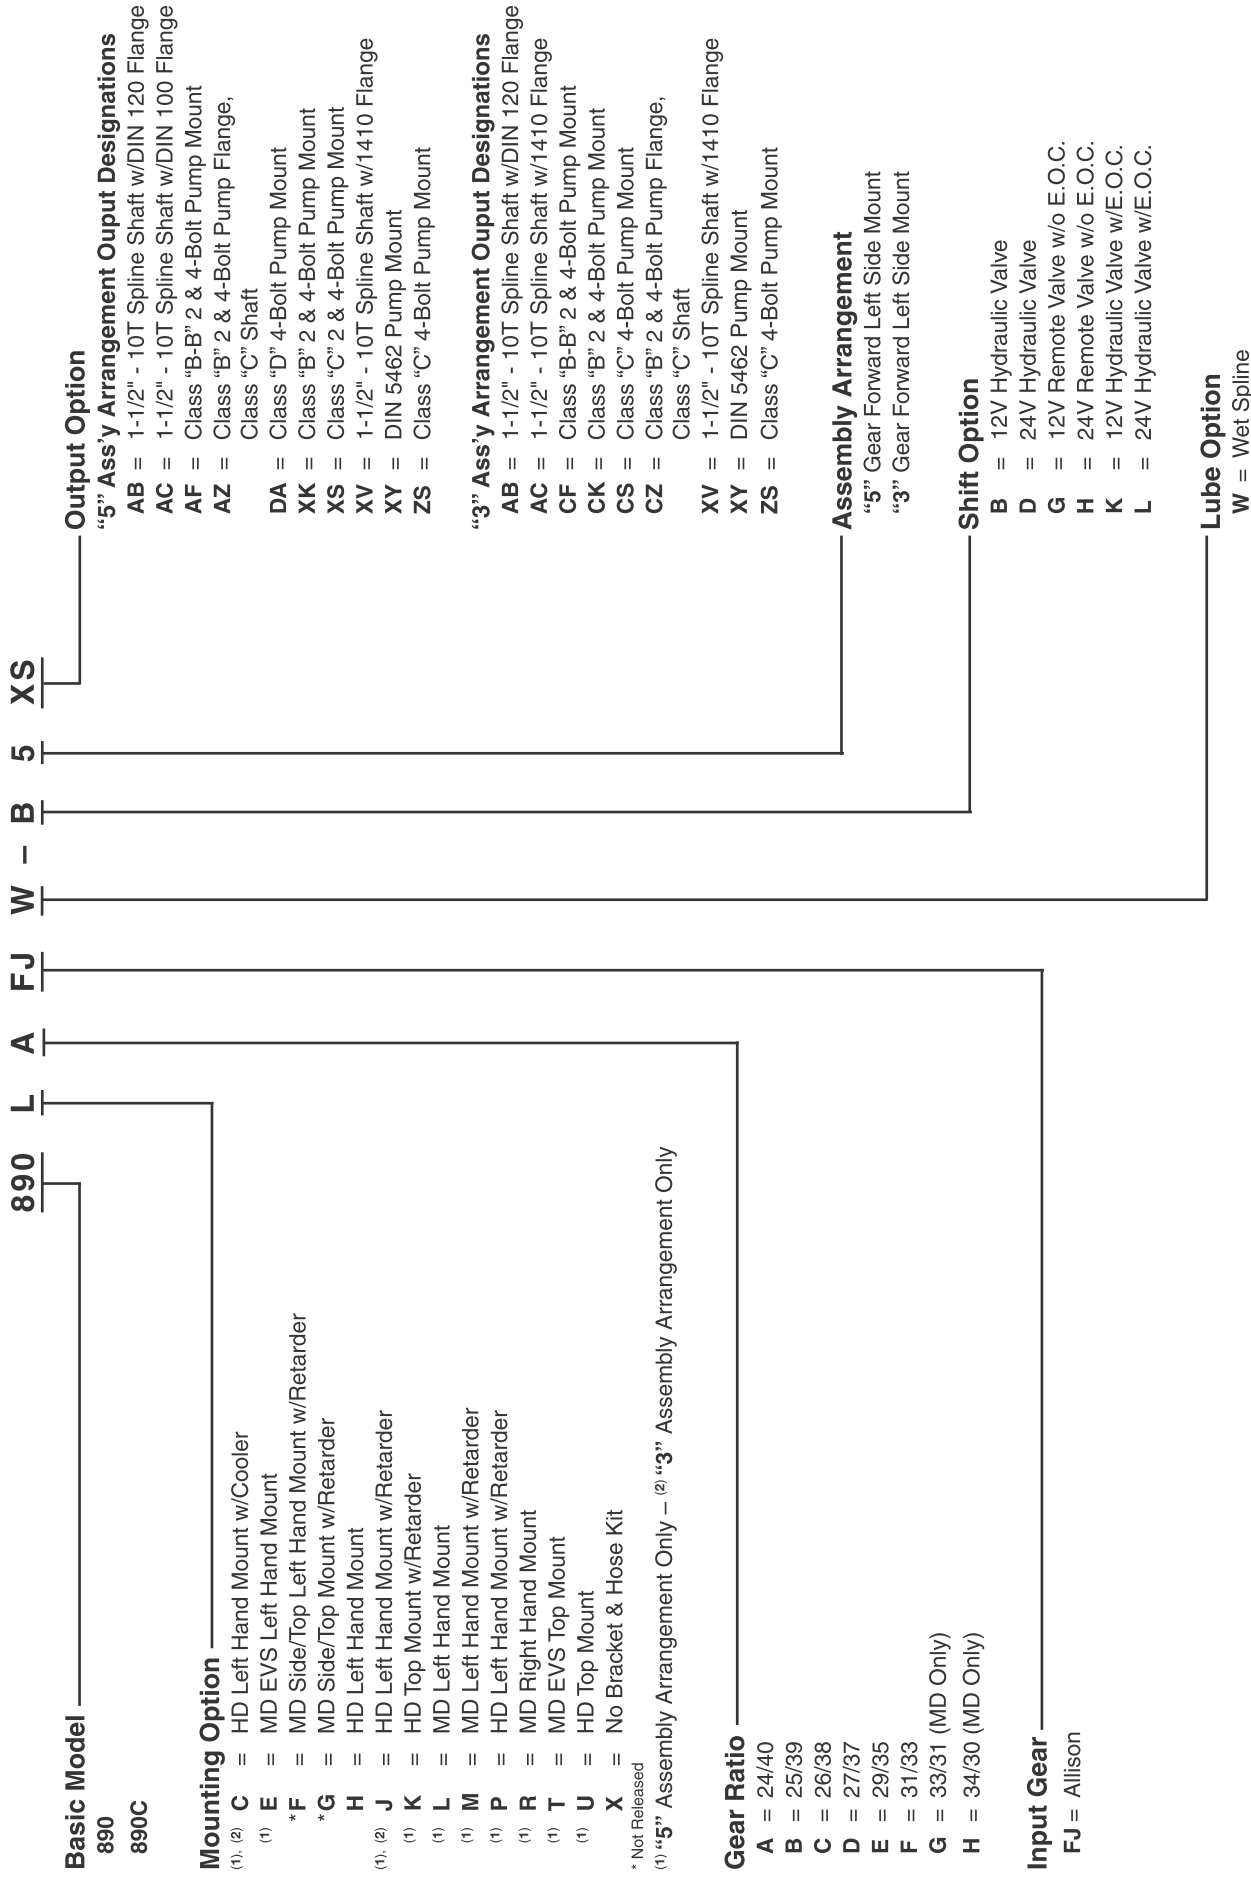 890 L A FJ W – B 5 XS
Basic Model
890
890C
Mounting Option
(1), (2) C = HD Left Hand Mount w/Cooler
(1) E = MD EVS Left Hand Mount
*F = MD Side/Top Left Hand Mount w/Retarder
*G = MD Side/Top Mount w/Retarder
H = HD Left Hand Mount
(1), (2) J = HD Left Hand Mount w/Retarder
(1) K = HD Top Mount w/Retarder
(1) L = MD Left Hand Mount
(1) M = MD Left Hand Mount w/Retarder
(1) P = HD Left Hand Mount w/Retarder
(1) R = MD Right Hand Mount
(1) T = MD EVS Top Mount
(1) U = HD Top Mount
X = No Bracket & Hose Kit
* Not Released
(1) “5” Assembly Arrangement Only – (2) “3” Assembly Arrangement Only
Gear Ratio
A = 24/40
B = 25/39
C = 26/38
D = 27/37
E = 29/35
F = 31/33
G = 33/31 (MD Only)
H = 34/30 (MD Only)
Input Gear
FJ = Allison
Output Option
“5” Ass’y Arrangement Ouput Designations
AB = 1-1/2" - 10T Spline Shaft w/DIN 120 Flange
AC = 1-1/2" - 10T Spline Shaft w/DIN 100 Flange
AF = Class “B-B” 2 & 4-Bolt Pump Mount
AZ = Class “B” 2 & 4-Bolt Pump Flange,
Class “C” Shaft
DA = Class “D” 4-Bolt Pump Mount
XK = Class “B” 2 & 4-Bolt Pump Mount
XS = Class “C” 2 & 4-Bolt Pump Mount
XV = 1-1/2" - 10T Spline Shaft w/1410 Flange
XY = DIN 5462 Pump Mount
ZS = Class “C” 4-Bolt Pump Mount
“3” Ass’y Arrangement Ouput Designations
AB = 1-1/2" - 10T Spline Shaft w/DIN 120 Flange
AC = 1-1/2" - 10T Spline Shaft w/1410 Flange
CF = Class “B-B” 2 & 4-Bolt Pump Mount
CK = Class “B” 2 & 4-Bolt Pump Mount
CS = Class “C” 4-Bolt Pump Mount
CZ = Class “B” 2 & 4-Bolt Pump Flange,
Class “C” Shaft
XV = 1-1/2" - 10T Spline Shaft w/1410 Flange
XY = DIN 5462 Pump Mount
ZS = Class “C” 4-Bolt Pump Mount
Assembly Arrangement
“5” Gear Forward Left Side Mount
“3” Gear Forward Left Side Mount
Shift Option
B = 12V Hydraulic Valve
D = 24V Hydraulic Valve
G = 12V Remote Valve w/o E.O.C.
H = 24V Remote Valve w/o E.O.C.
K = 12V Hydraulic Valve w/E.O.C.
L = 24V Hydraulic Valve w/E.O.C.
Lube Option
W = Wet Spline